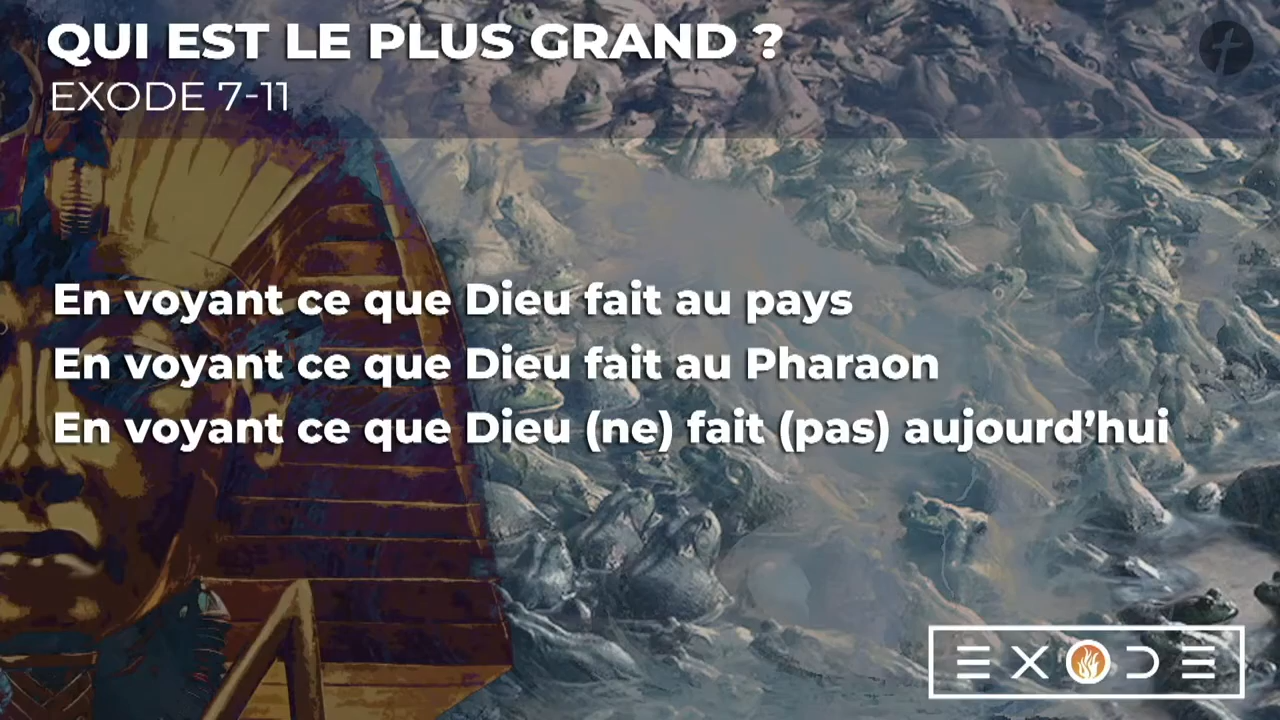 QUI EST LE PLUS GRAND ?
EXODE 7-11
En voyant ce que Dieu fait au pays
En voyant ce que Dieu fait au Pharaon
En voyant ce que Dieu (ne) fait (pas) aujourd’hui
EXODE